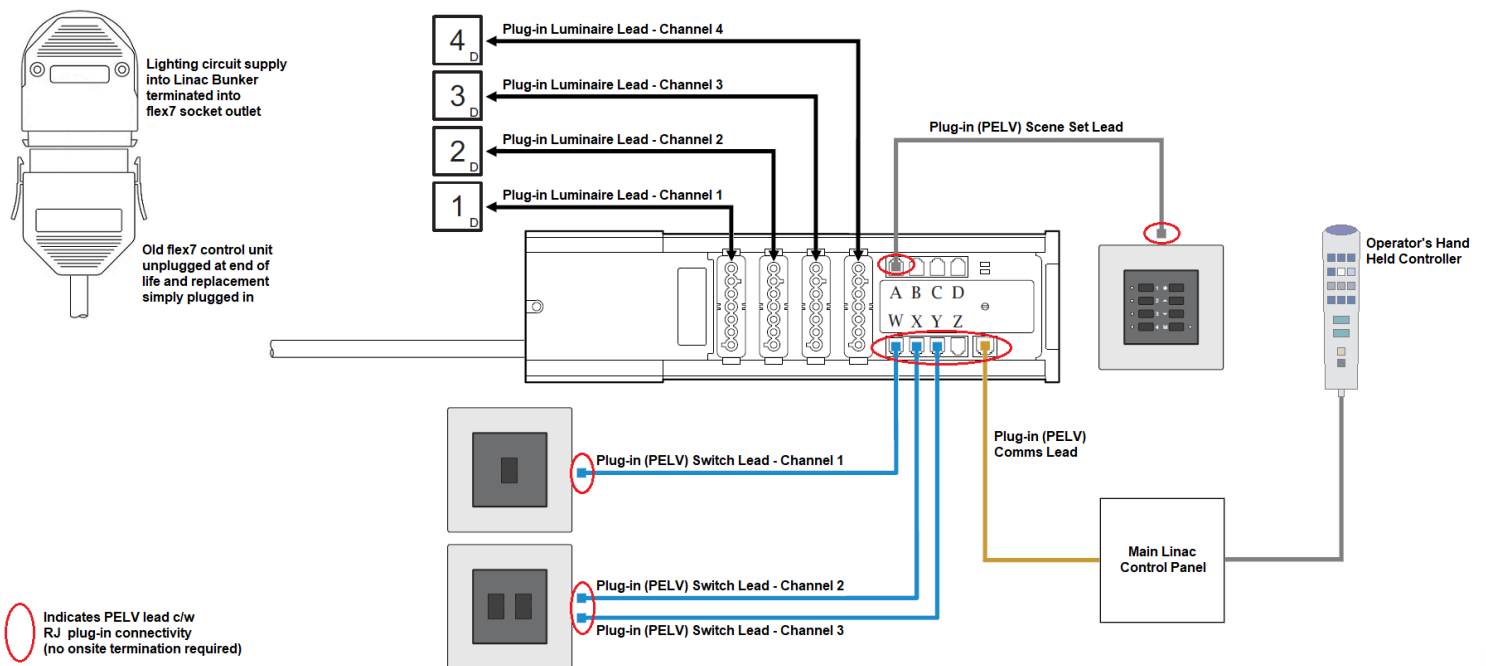 Lighting circuit supply
into Linac Bunker
terminated into
flex7 socket outlet
Old flex7 control unit
unplugged at end of
life and replacement
simply plugged in
4 D
Plug-in Luminaire Lead - Channel 4
3 D
Plug-in Luminaire Lead - Channel 3
2 D
Plug-in Luminaire Lead - Channel 2
1 D
Plug-in Luminaire Lead - Channel 1
Plug-in (PELV) Scene Set Lead
A B C D
W X Y Z
1
2
3
4 M
Operator's Hand
Held Controller
Plug-in (PELV) Switch Lead - Channel 1
Plug-in (PELV) Switch Lead - Channel 2
Plug-in (PELV) Switch Lead - Channel 3
Plug-in (PELV)
Comms Lead
Main Linac
Control Panel
Indicates PELV lead c/w
RJ plug-in connectivity
(no onsite termination required)